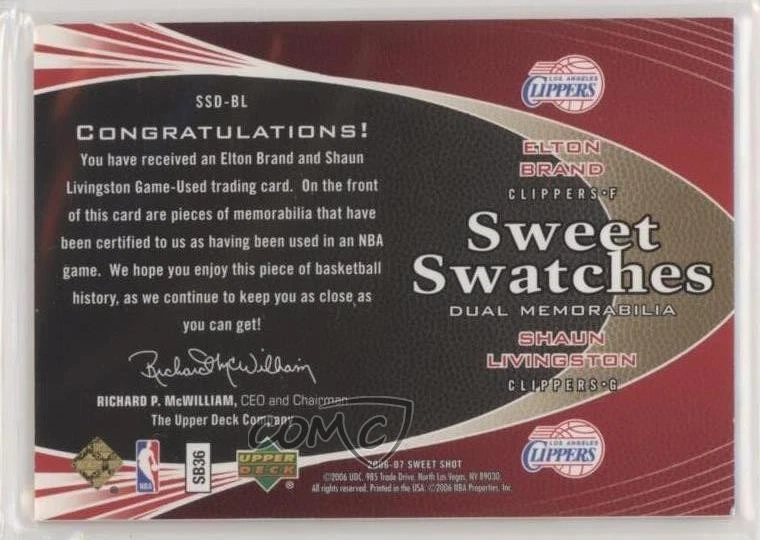 SSD-BL
CONGRATULATIONS!
You have received an Elton Brand and Shaun
Livingston Game-Used trading card. On the front
of this card are pieces of memorabilia that have
been certified to us as having been used in an NBA
game. We hope you enjoy this piece of basketball
history, as we continue to keep you as close as
you can get!
Richard McWilliam
RICHARD P. McWILLIAM, CEO and Chairman
The Upper Deck Company
LOS ANGELES
CLIPPERS
ELTON
BRAND
CLIPPERS•F
Sweet
Swatches
DUAL MEMORABILIA
SHAUN
LIVINGSTON
CLIPPERS•G
LOS ANGELES
CLIPPERS
NBA
SB36
UPPER
DECK
®
COMC
2006-07 SWEET SHOT
©2006 UDC, 985 Trade Drive, North Las Vegas, NV 89030.
All rights reserved. Printed in the USA. ©2006 NBA Properties, Inc.